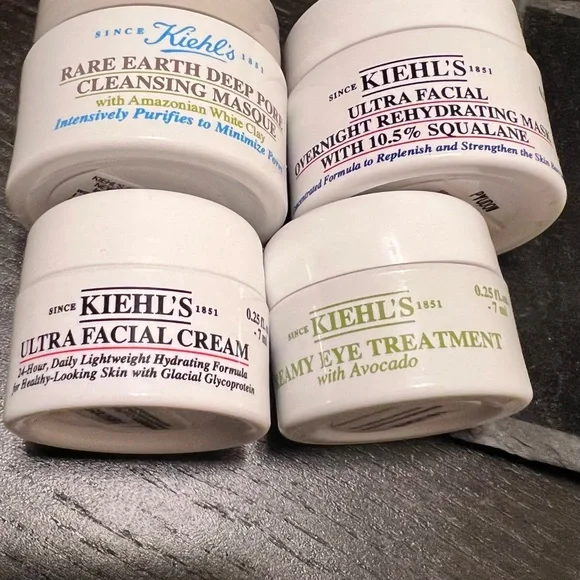 SINCE Kiehl's 1851
RARE EARTH DEEP PORE
CLEANSING MASQUE
with Amazonian White Clay
Intensively Purifies to Minimize Pores
SINCE KIEHL'S 1851
ULTRA FACIAL
OVERNIGHT REHYDRATING MASK
WITH 10.5% SQUALANE
Formula to Replenish and Strengthen the Skin
SINCE KIEHL'S 1851
0.25 fl.
.7 ml
ULTRA FACIAL CREAM
24-Hour, Daily Lightweight Hydrating Formula
for Healthy-Looking Skin with Glacial Glycoprotein
SINCE KIEHL'S 1851
0.25 fl. oz.
.7 ml
EAMY EYE TREATMENT
with Avocado